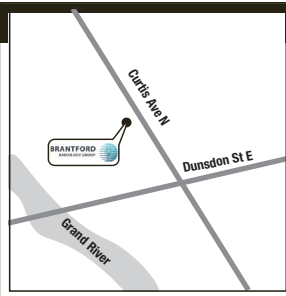 Curtis Ave N
BRANTFORD
RADIOLOGY GROUP
Dunsdon St E
Grand River